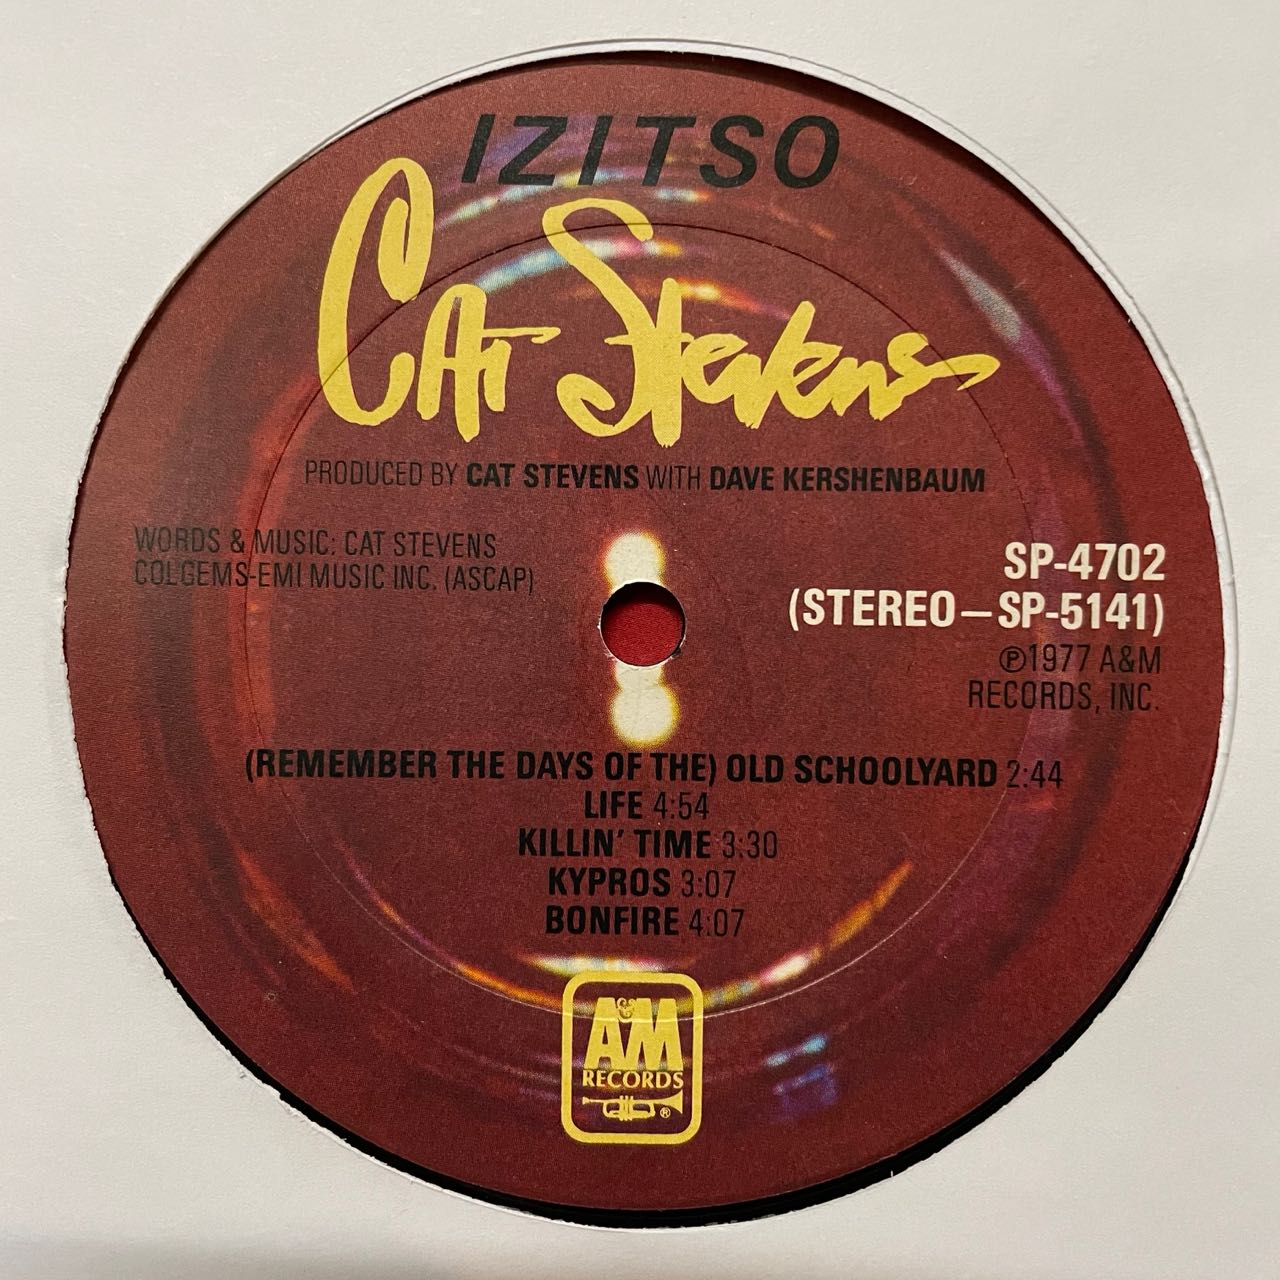 IZITSO
CAT Stevens
PRODUCED BY CAT STEVENS WITH DAVE KERSHENBAUM
WORDS & MUSIC: CAT STEVENS
COLGEMS-EMI MUSIC INC. (ASCAP)
SP-4702
(STEREO—SP-5141)
℗1977 A&M
RECORDS, INC.
(REMEMBER THE DAYS OF THE) OLD SCHOOLYARD 2:44
LIFE 4:54
KILLIN' TIME 3:30
KYPROS 3:07
BONFIRE 4:07
A&M
RECORDS
®